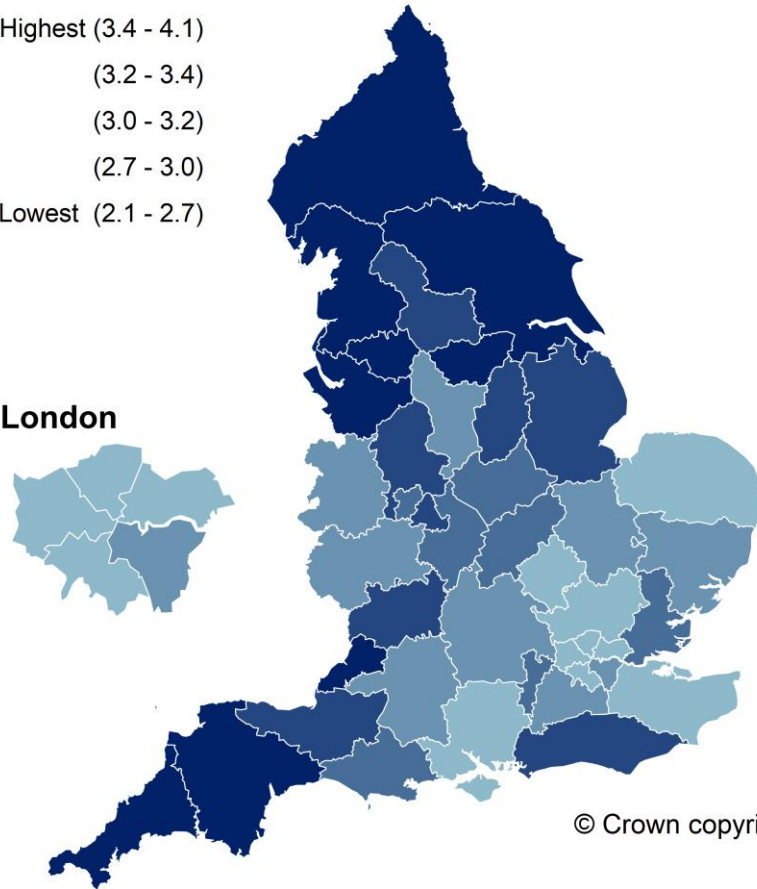 Highest (3.4 - 4.1)
(3.2 - 3.4)
(3.0 - 3.2)
(2.7 - 3.0)
Lowest (2.1 - 2.7)
London
© Crown copyri